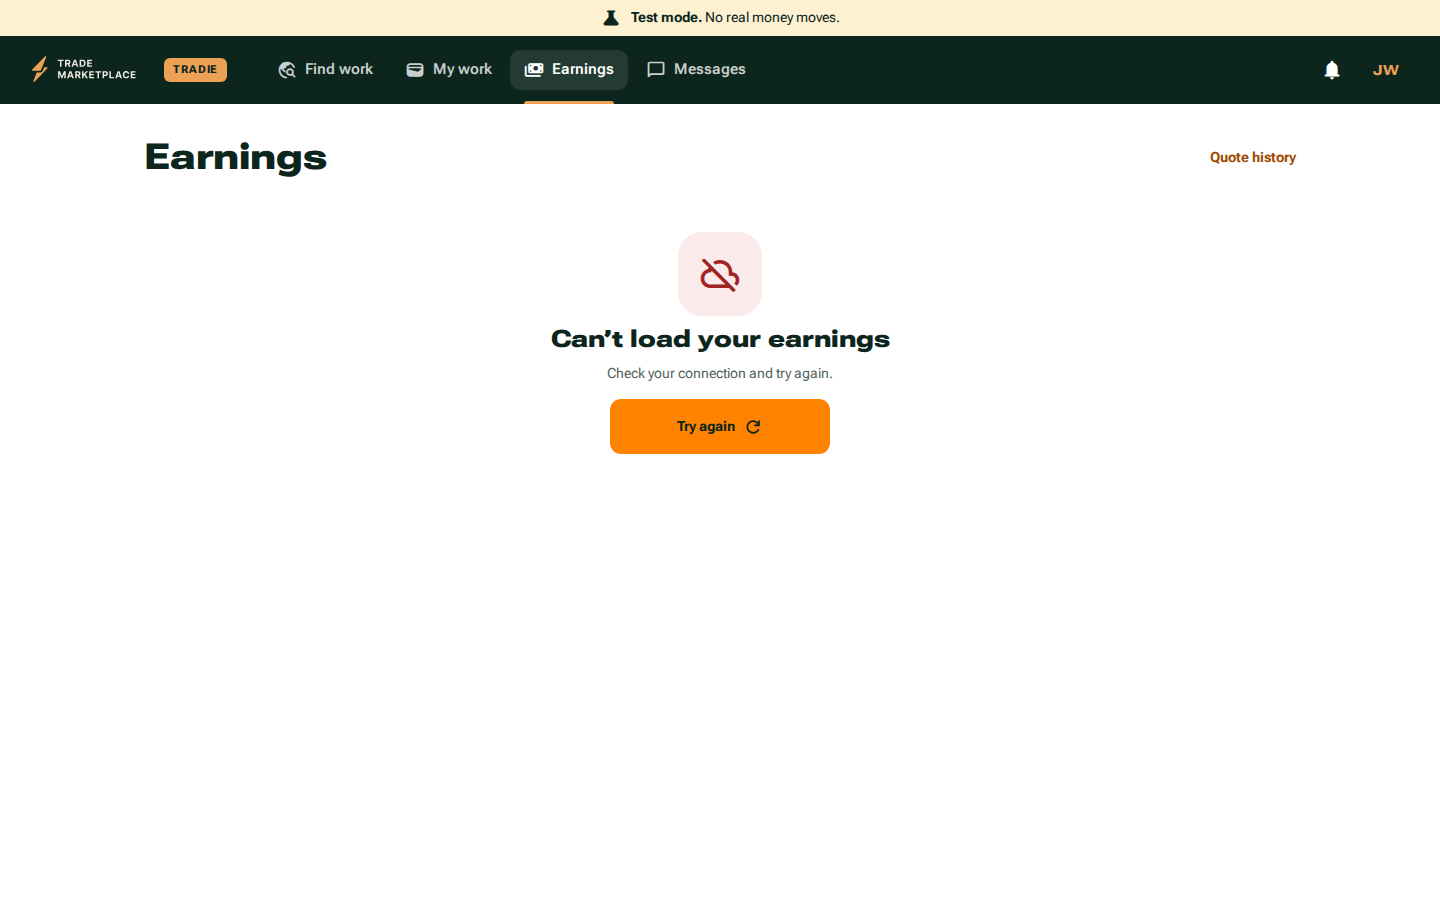 Test mode. No real money moves.
TRADE
MARKETPLACE
TRADIE
Find work
My work
Earnings
Messages
JW
Earnings
Quote history
Can’t load your earnings
Check your connection and try again.
Try again